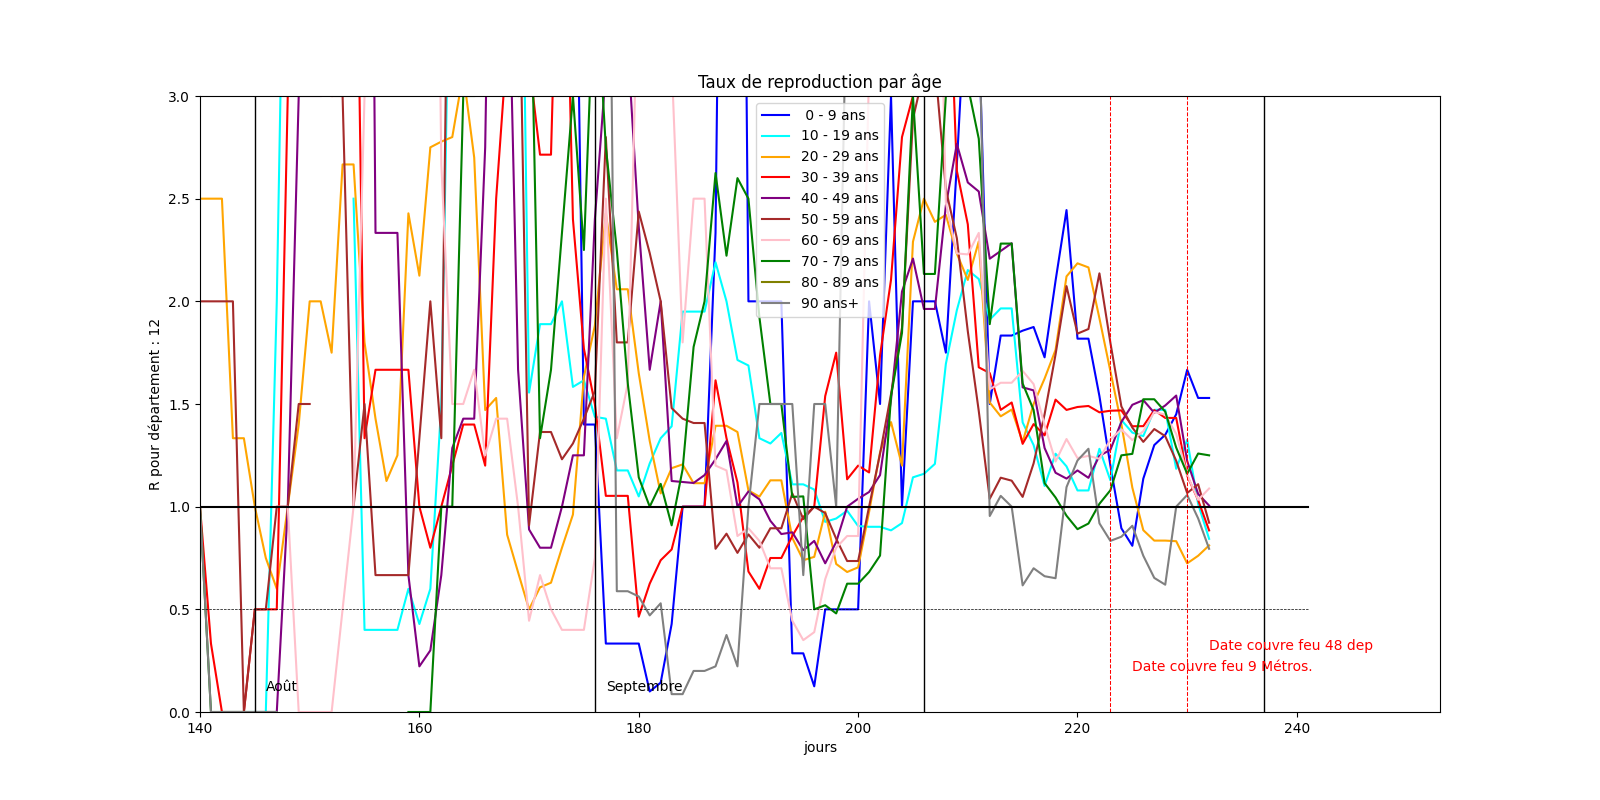 Taux de reproduction par âge
R pour département : 12
3.0
2.5
2.0
1.5
1.0
0.5
0.0
0 - 9 ans
10 - 19 ans
20 - 29 ans
30 - 39 ans
40 - 49 ans
50 - 59 ans
60 - 69 ans
70 - 79 ans
80 - 89 ans
90 ans+
Date couvre feu 48 dep
Date couvre feu 9 Métros.
Août
Septembre
140
160
180
200
220
240
jours